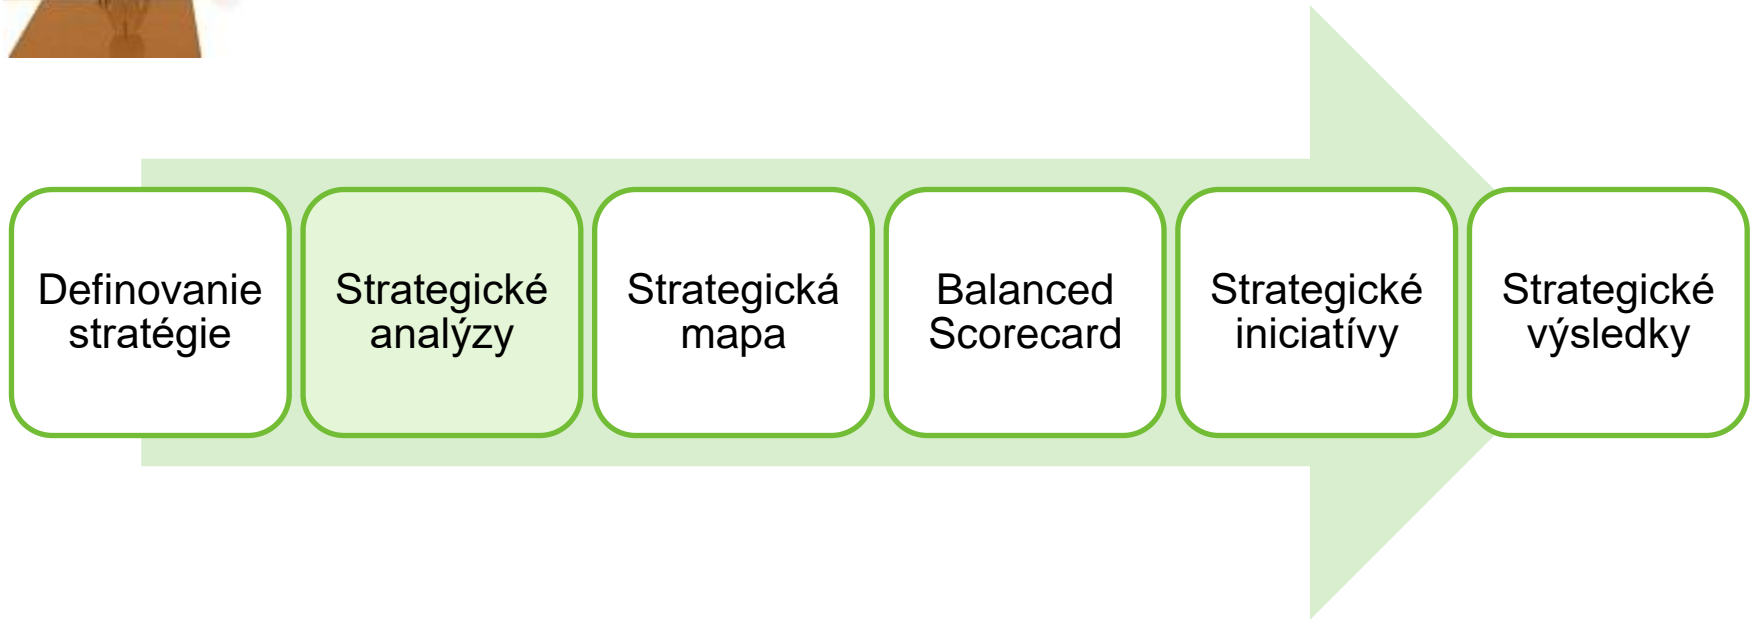 Definovanie
stratégie
Strategické
analýzy
Strategická
mapa
Balanced
Scorecard
Strategické
iniciatívy
Strategické
výsledky